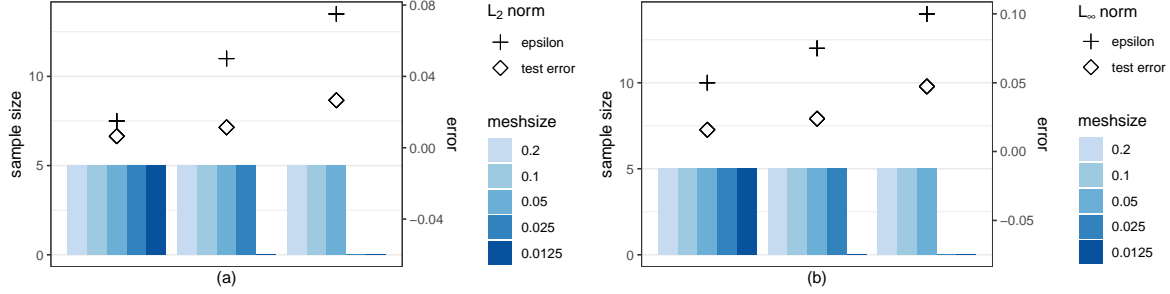 sample size
10
5
0
0.08
0.04
0.00
−0.04
error
(a)
L2 norm
epsilon
test error
meshsize
0.2
0.1
0.05
0.025
0.0125
sample size
10
5
0
0.10
0.05
0.00
−0.05
error
(b)
L∞ norm
epsilon
test error
meshsize
0.2
0.1
0.05
0.025
0.0125